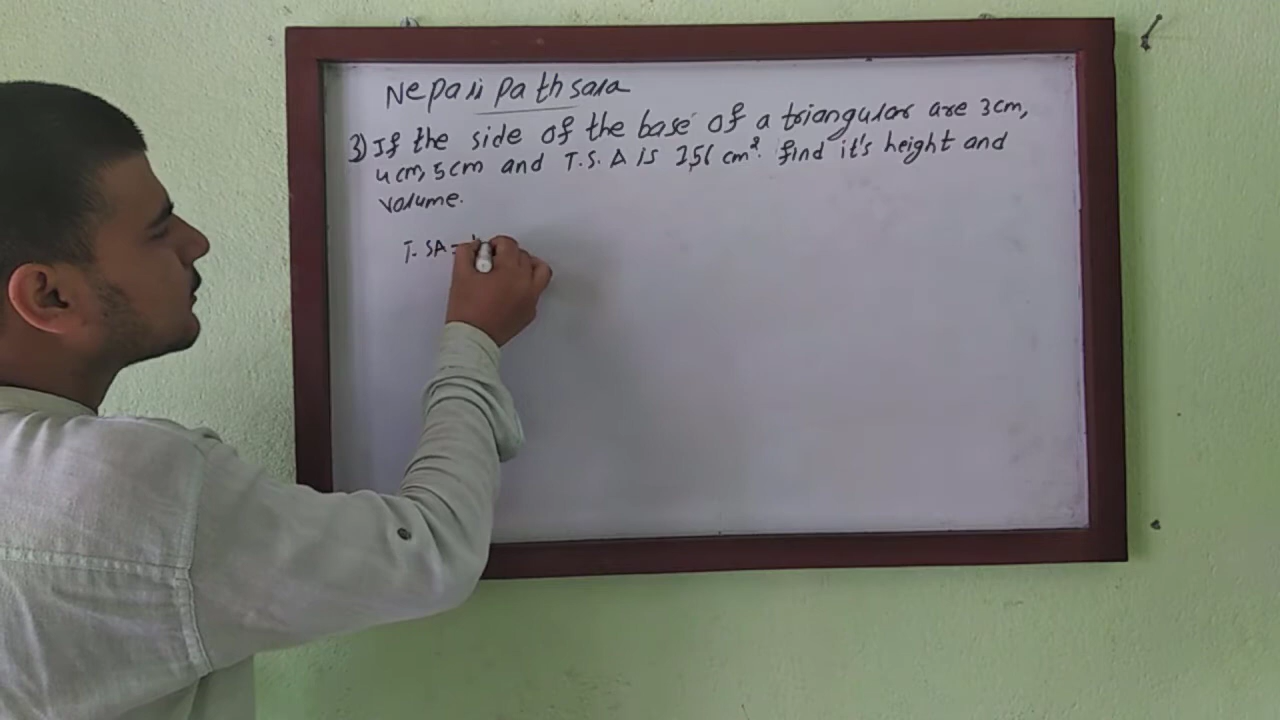 Nepali pathsala
3) If the side of the base of a triangular are 3cm,
4cm, 5cm and T.S.A is 256 cm². find it's height and
volume.
T.SA =